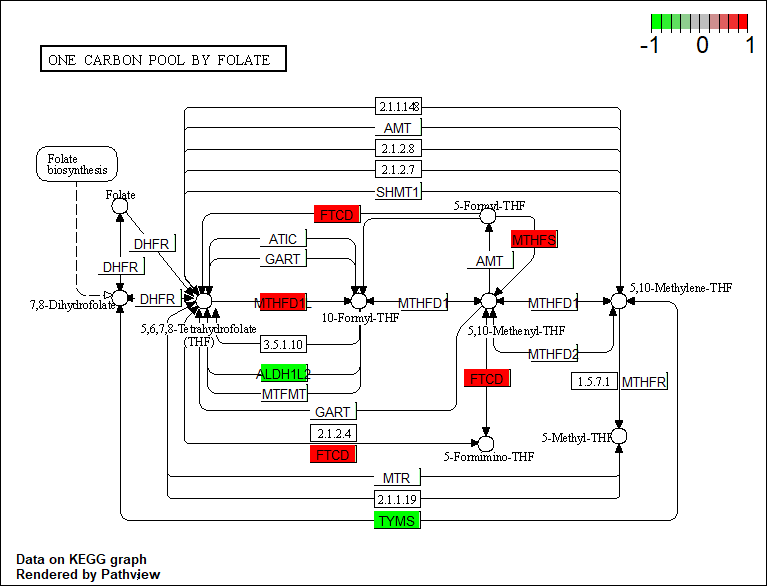 -1 0 1
ONE CARBON POOL BY FOLATE
2.1.1.148
AMT
2.1.2.8
2.1.2.7
SHMT1
Folate
biosynthesis
Folate
FTCD
5-Formyl-THF
DHFR
ATIC
MTHFS
GART
AMT
DHFR
5,10-Methylene-THF
7,8-Dihydrofolate
DHFR
MTHFD1L
MTHFD1
MTHFD1
10-Formyl-THF
5,6,7,8-Tetrahydrofolate
(THF)
5,10-Methenyl-THF
3.5.1.10
MTHFD2
ALDH1L2
FTCD
1.5.7.1
MTHFR
MTFMT
GART
2.1.2.4
5-Methyl-THF
FTCD
5-Formimino-THF
MTR
2.1.1.19
TYMS
Data on KEGG graph
Rendered by Pathview